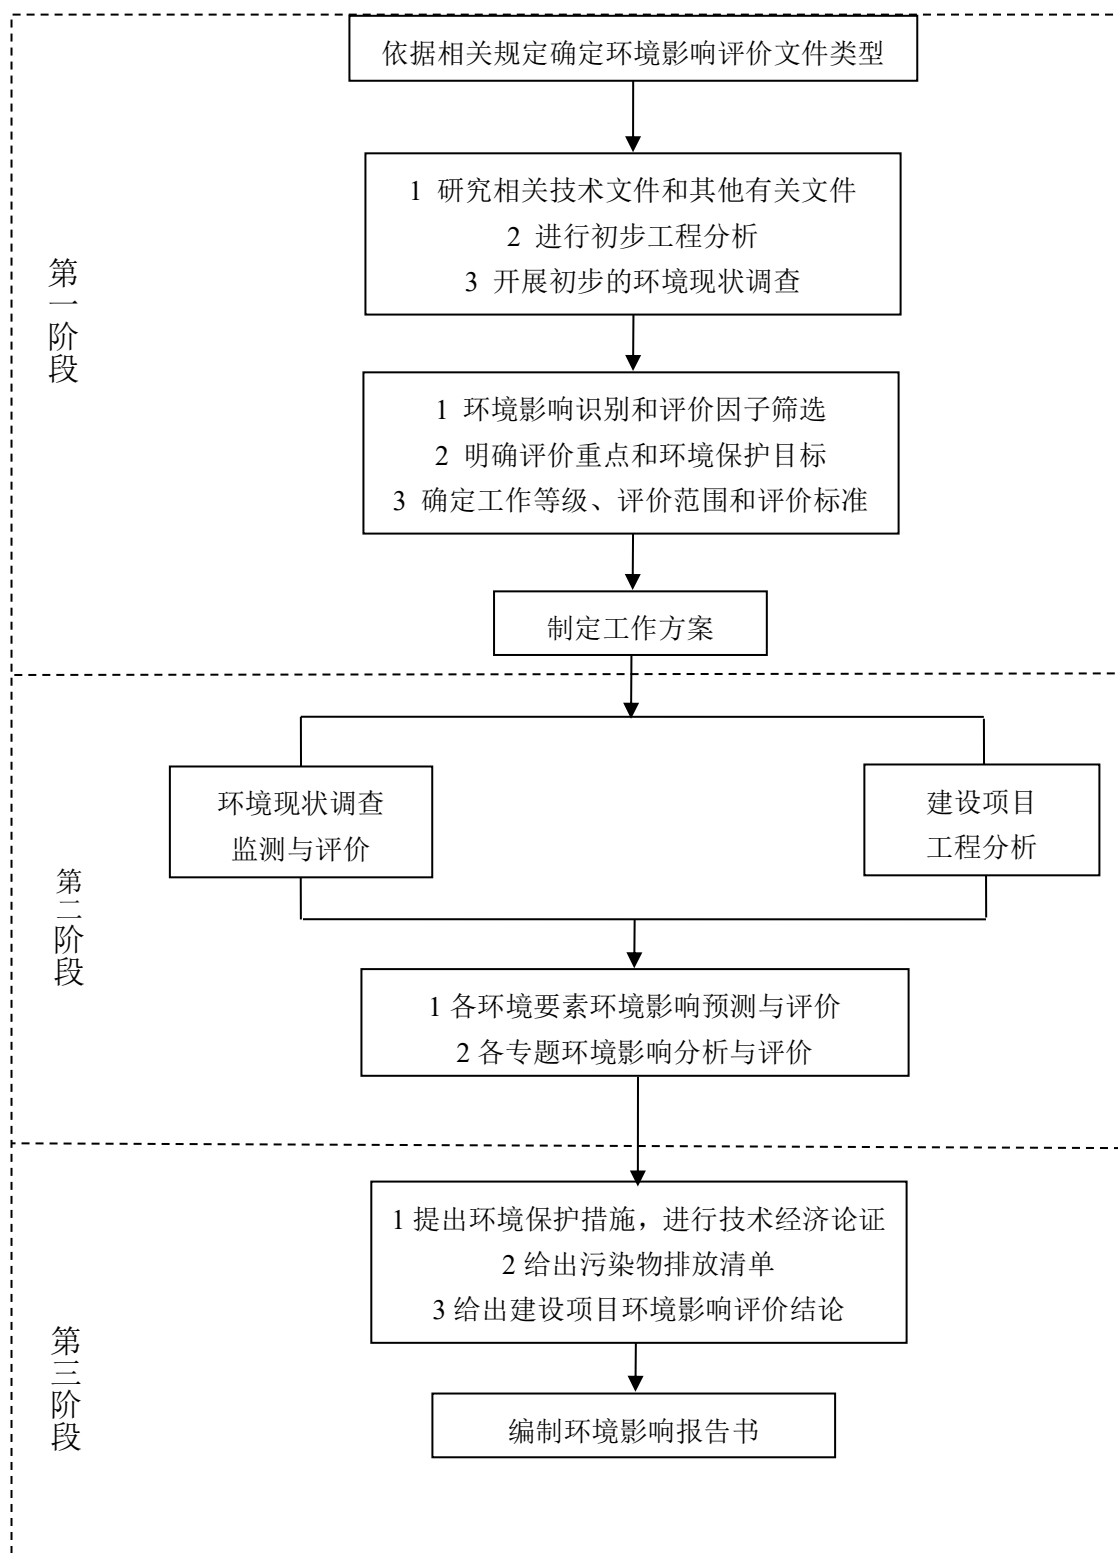 依据相关规定确定环境影响评价文件类型
1 研究相关技术文件和其他有关文件
2 进行初步工程分析
3 开展初步的环境现状调查
第一阶段
1 环境影响识别和评价因子筛选
2 明确评价重点和环境保护目标
3 确定工作等级、评价范围和评价标准
制定工作方案
环境现状调查
监测与评价
建设项目
工程分析
第二阶段
1 各环境要素环境影响预测与评价
2 各专题环境影响分析与评价
1 提出环境保护措施，进行技术经济论证
2 给出污染物排放清单
3 给出建设项目环境影响评价结论
第三阶段
编制环境影响报告书